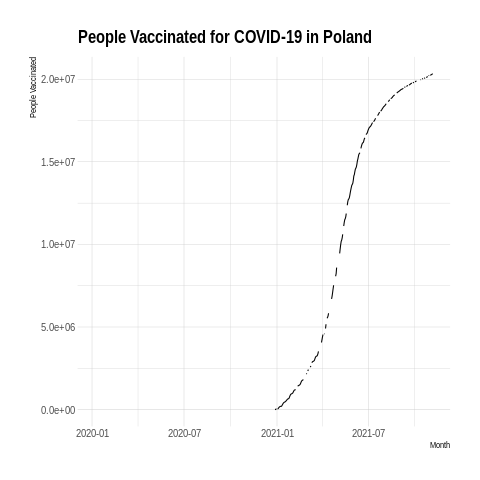 People Vaccinated for COVID-19 in Poland
People Vaccinated
2.0e+07
1.5e+07
1.0e+07
5.0e+06
0.0e+00
2020-01 2020-07 2021-01 2021-07
Month